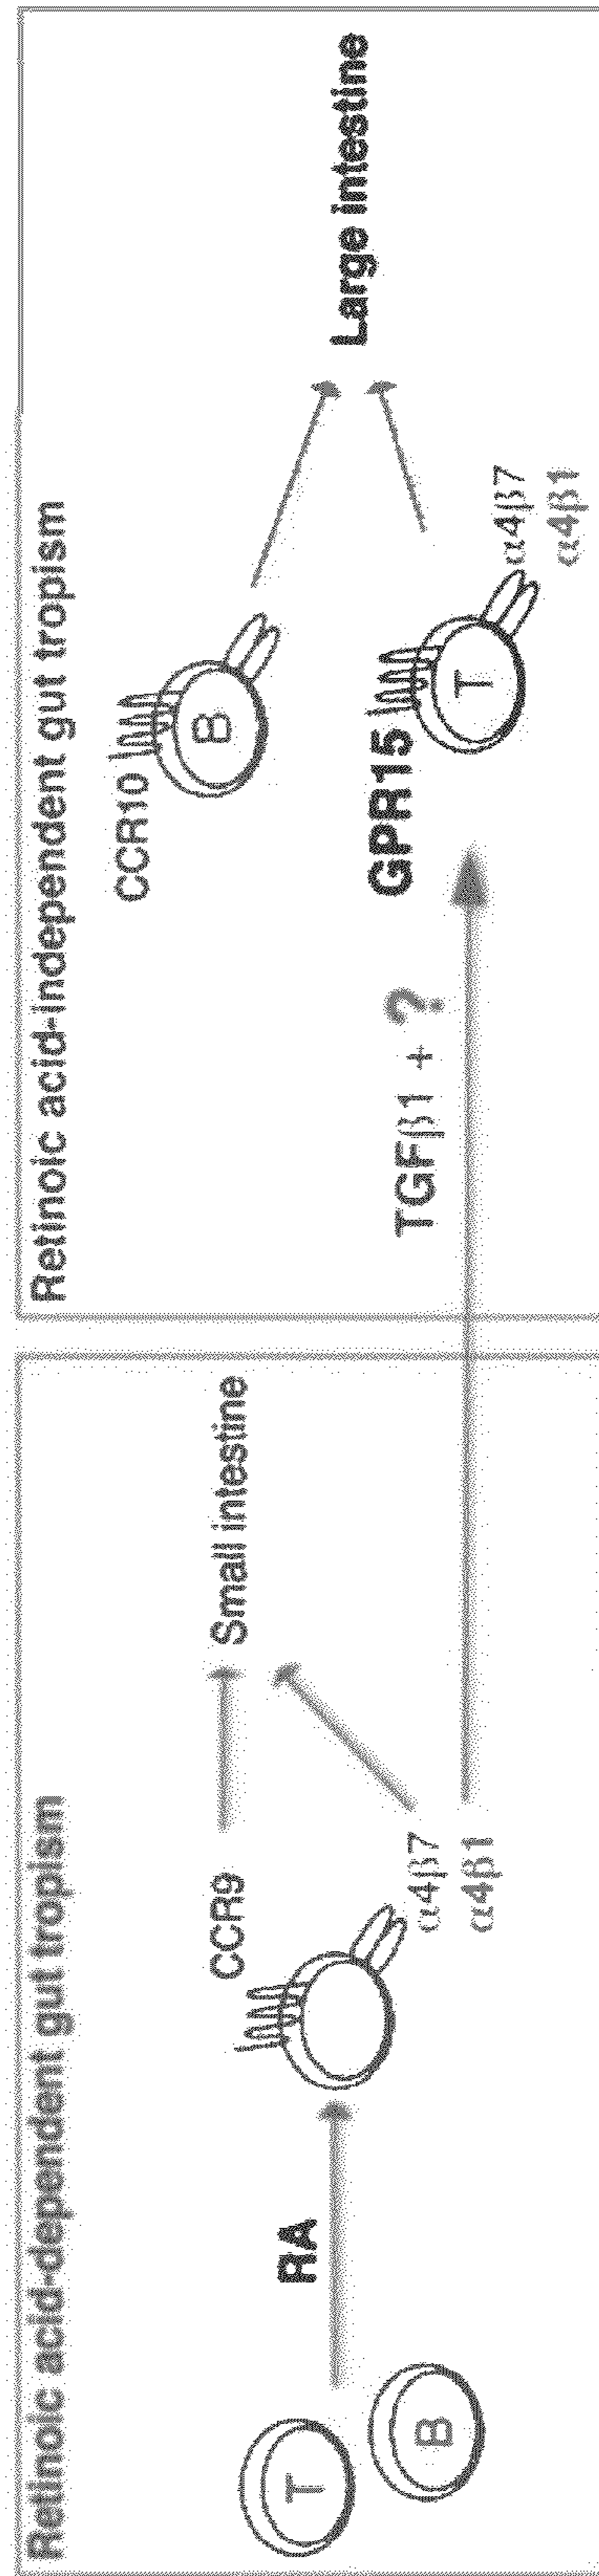 Retinoic acid-dependent gut tropism
T
B
RA
CCR9
α4β7
α4β1
Small intestine
Retinoic acid-independent gut tropism
CCR10
B
TGFβ1 + ?
GPR15
T
α4β7
α4β1
Large intestine